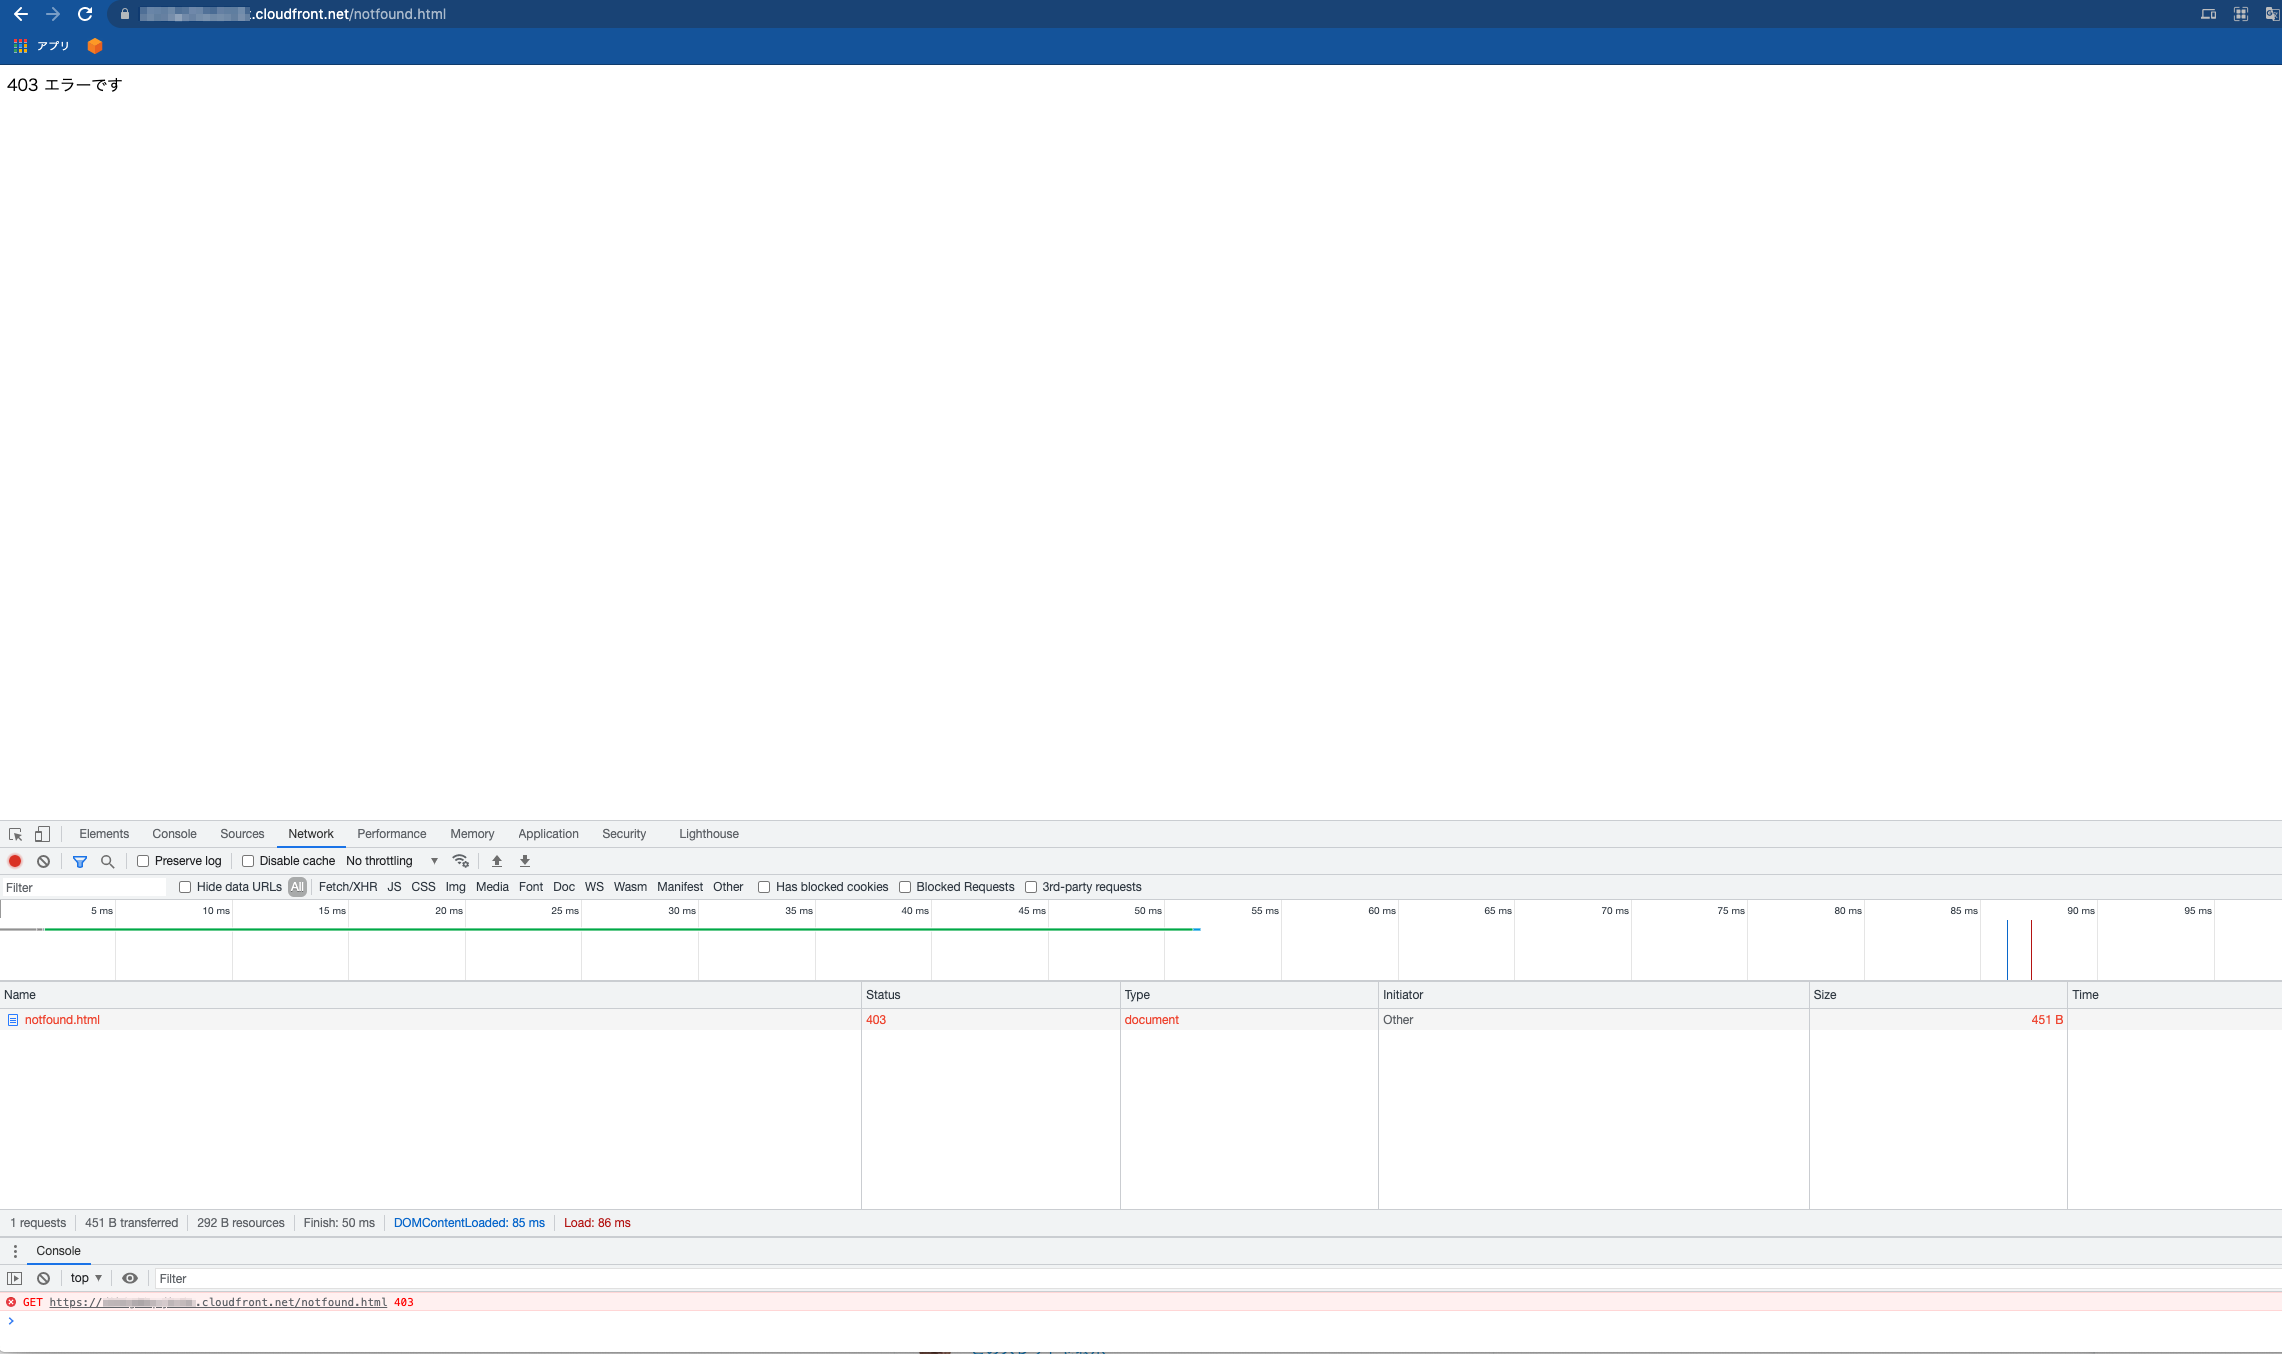 .cloudfront.net/notfound.html
アプリ
403 エラーです
Elements Console Sources Network Performance Memory Application Security Lighthouse
Preserve log Disable cache No throttling
Filter Hide data URLs All Fetch/XHR JS CSS Img Media Font Doc WS Wasm Manifest Other Has blocked cookies Blocked Requests 3rd-party requests
5 ms 10 ms 15 ms 20 ms 25 ms 30 ms 35 ms 40 ms 45 ms 50 ms 55 ms 60 ms 65 ms 70 ms 75 ms 80 ms 85 ms 90 ms 95 ms
Name Status Type Initiator Size Time
notfound.html 403 document Other 451 B
1 requests 451 B transferred 292 B resources Finish: 50 ms DOMContentLoaded: 85 ms Load: 86 ms
Console
top Filter
GET https:// .cloudfront.net/notfound.html 403